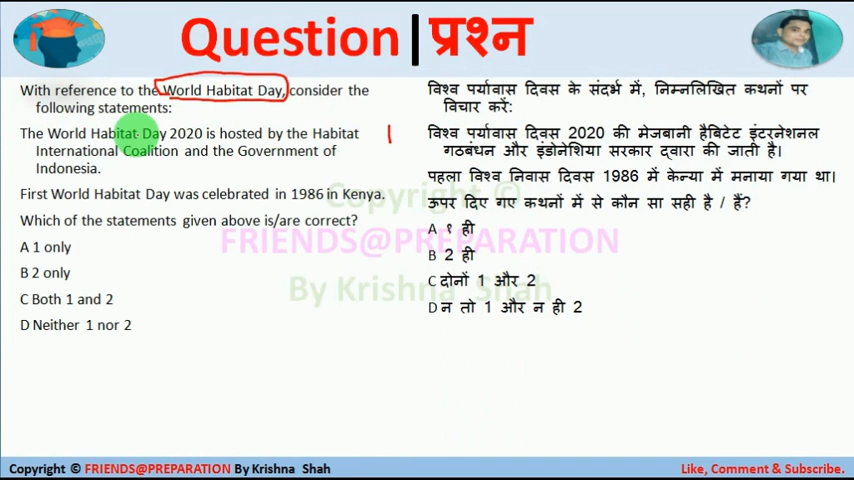 Question|प्रश्न
With reference to the World Habitat Day, consider the
following statements:
The World Habitat Day 2020 is hosted by the Habitat
International Coalition and the Government of
Indonesia.
First World Habitat Day was celebrated in 1986 in Kenya.
Which of the statements given above is/are correct?
A 1 only
B 2 only
C Both 1 and 2
D Neither 1 nor 2
1
विश्व पर्यावास दिवस के संदर्भ में, निम्नलिखित कथनों पर
विचार करें:
विश्व पर्यावास दिवस 2020 की मेजबानी हैबिटेट इंटरनेशनल
गठबंधन और इंडोनेशिया सरकार द्वारा की जाती है।
पहला विश्व निवास दिवस 1986 में केन्या में मनाया गया था।
ऊपर दिए गए कथनों में से कौन सा सही है / हैं?
A १ ही
B 2 ही
C दोनों 1 और 2
D न तो 1 और न ही 2
Copyright ©
FRIENDS@PREPARATION
By Krishna Shah
Copyright © FRIENDS@PREPARATION By Krishna Shah
Like, Comment & Subscribe.